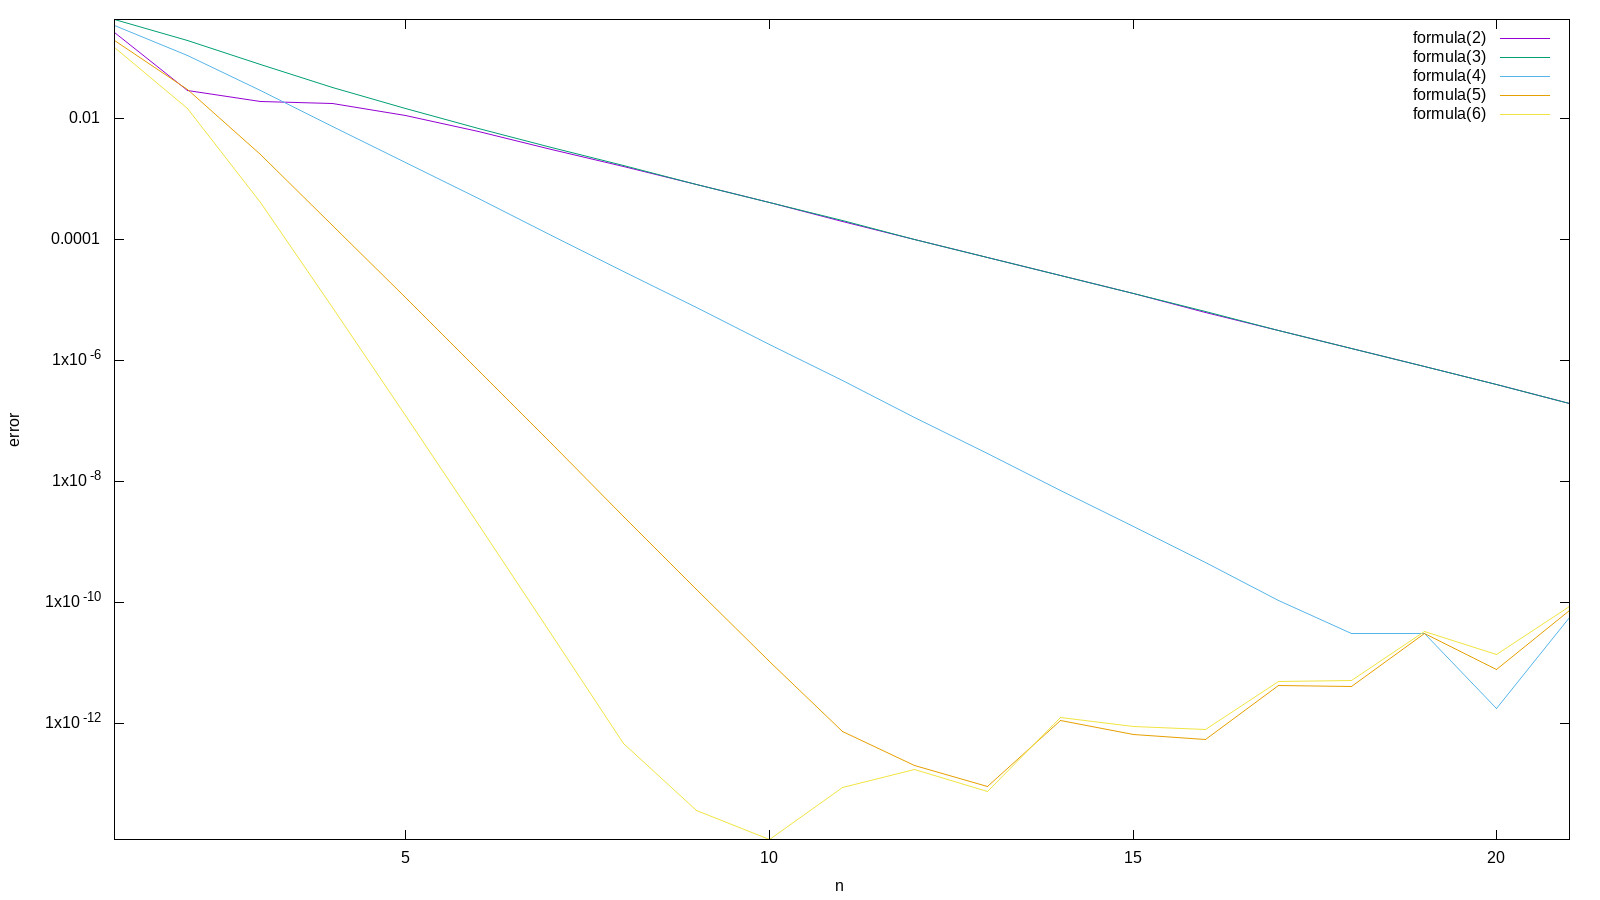 formula(2)
formula(3)
formula(4)
formula(5)
formula(6)
0.01
0.0001
1x10-6
1x10-8
1x10-10
1x10-12
error
5 10 15 20
n